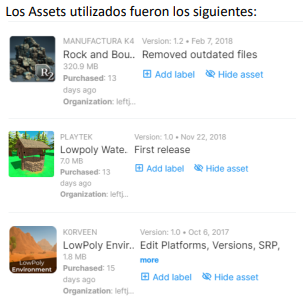 Los Assets utilizados fueron los siguientes:
R2
MANUFACTURA K4
Rock and Bou..
320.9 MB
Purchased: 13
days ago
Organization: leftj...
Version: 1.2 • Feb 7, 2018
Removed outdated files
Add label Hide asset
PLAYTEK
Lowpoly Wate..
7.0 MB
Purchased: 13
days ago
Organization: leftj...
Version: 1.0 • Nov 22, 2018
First release
Add label Hide asset
LowPoly
Environment
K0RVEEN
LowPoly Envir..
1.8 MB
Purchased: 15
days ago
Organization: leftj...
Version: 1.0 • Oct 6, 2017
Edit Platforms, Versions, SRP,
more
Add label Hide asset